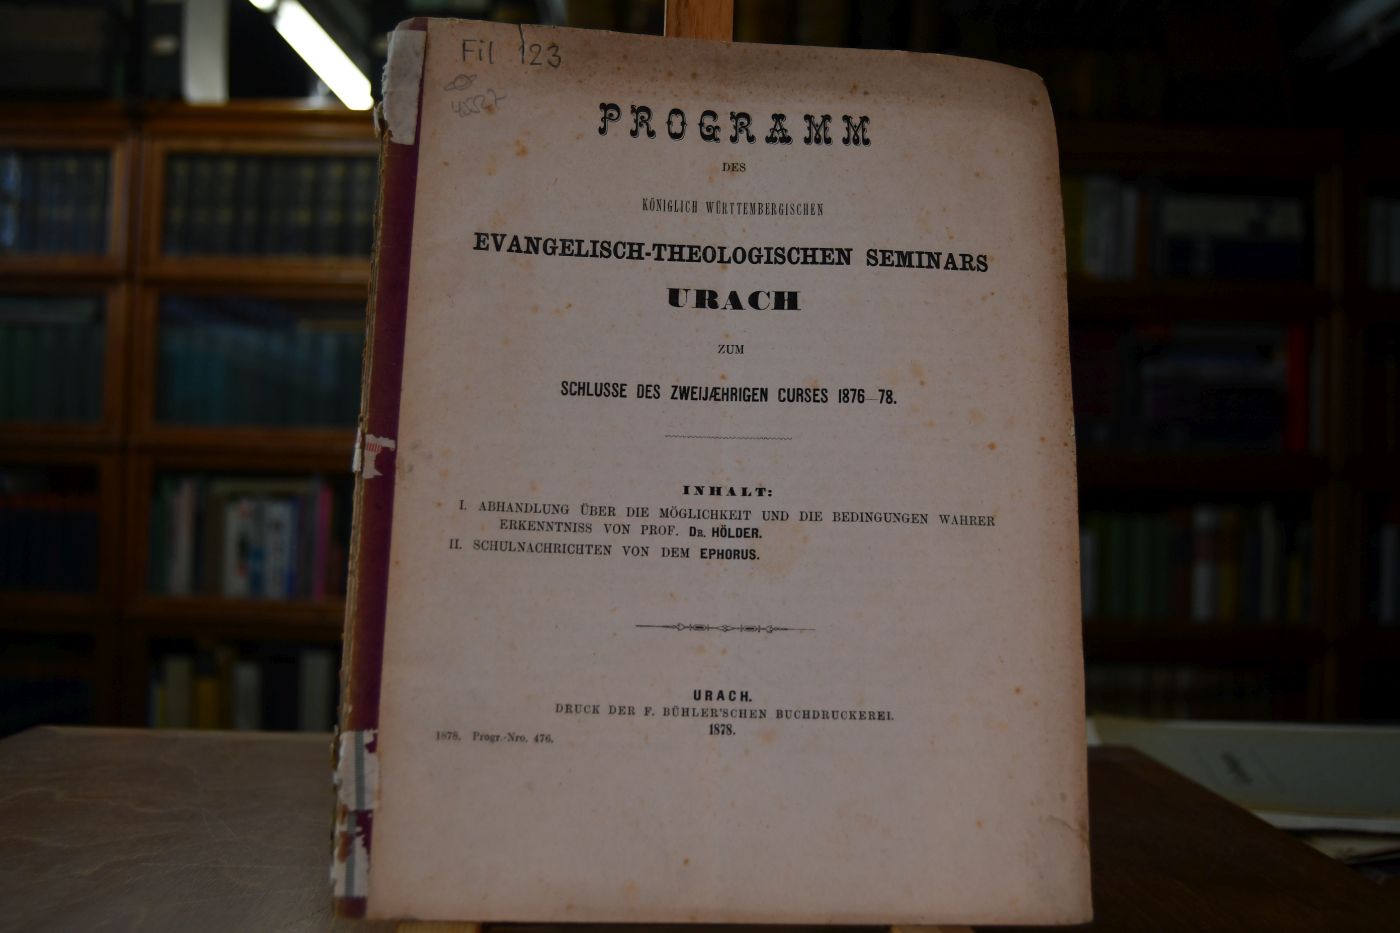 Fil 123
PROGRAMM
DES
KÖNIGLICH WÜRTTEMBERGISCHEN
EVANGELISCH-THEOLOGISCHEN SEMINARS
URACH
ZUM
SCHLUSSE DES ZWEIJÆHRIGEN CURSES 1876—78.
INHALT:
I. ABHANDLUNG ÜBER DIE MÖGLICHKEIT UND DIE BEDINGUNGEN WAHRER
ERKENNTNISS VON PROF. DR. HÖLDER.
II. SCHULNACHRICHTEN VON DEM EPHORUS.
URACH.
DRUCK DER F. BÜHLER'SCHEN BUCHDRUCKEREI.
1878.
1878. Progr.-Nro. 476.